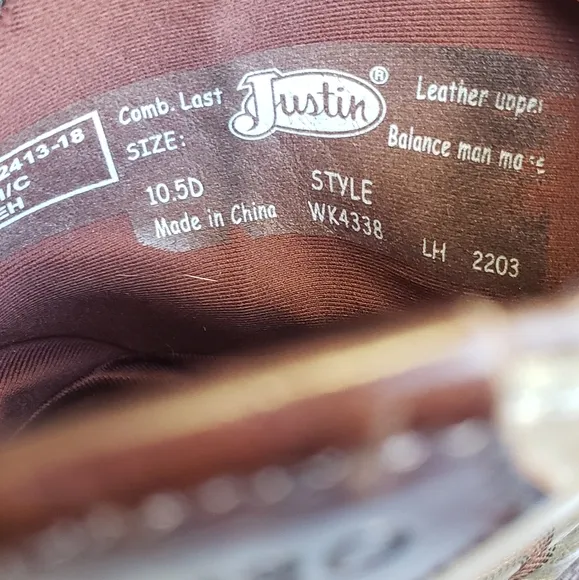 2413-18
/C
EH
Comb. Last
SIZE:
10.5D
Made in China
Justin®
STYLE
WK4338
Leather upper
Balance man
LH 2203